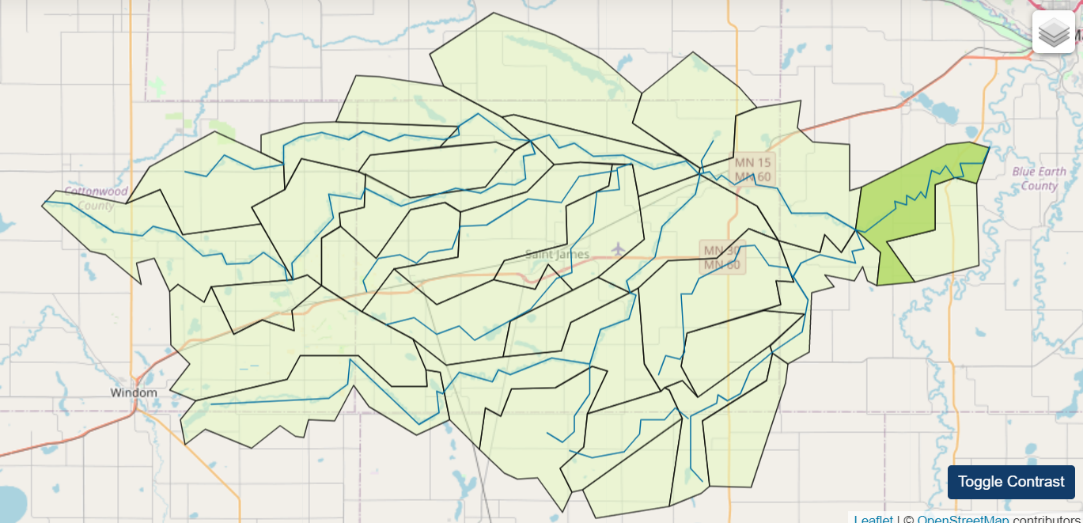 Ma
MN 15
MN 60
Blue Earth
County
Cottonwood
County
MN 30
MN 60
Saint James
Windom
Toggle Contrast
Leaflet | © OpenStreetMap contributors